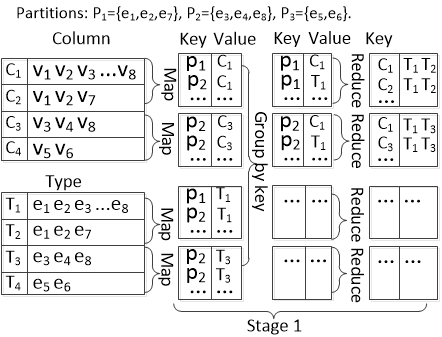 Partitions: P₁={e₁,e₂,e₇}, P₂={e₃,e₄,e₈}, P₃={e₅,e₆}.
Column Key Value Key Value Key
C₁ v₁ v₂ v₃ ...v₈
C₂ v₁ v₂ v₇
C₃ v₃ v₄ v₈
C₄ v₅ v₆
Map
Map
p₁ C₁
p₂ C₁
... ...
p₂ C₃
p₂ C₃
... ...
Group by key
p₁ C₁
p₁ T₁
... ...
p₂ C₁
p₂ T₁
... ...
Reduce
Reduce
C₁ T₁ T₂
C₂ T₁ T₂
... ...
C₁ T₁ T₃
C₃ T₁ T₃
... ...
Type
T₁ e₁ e₂ e₃ ...e₈
T₂ e₁ e₂ e₇
T₃ e₃ e₄ e₈
T₄ e₅ e₆
Map
Map
p₁ T₁
p₂ T₁
... ...
p₂ T₃
p₂ T₃
... ...
... ...
... ...
Reduce
Reduce
... ...
... ...
Stage 1